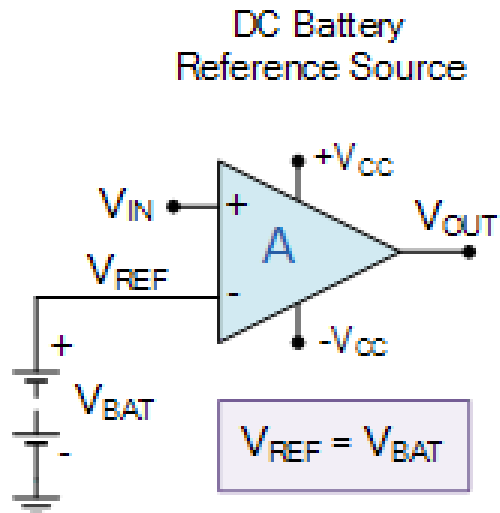 DC Battery
Reference Source
+VCC
VIN
+
A
VOUT
VREF
-
-VCC
+
VBAT
-
VREF = VBAT